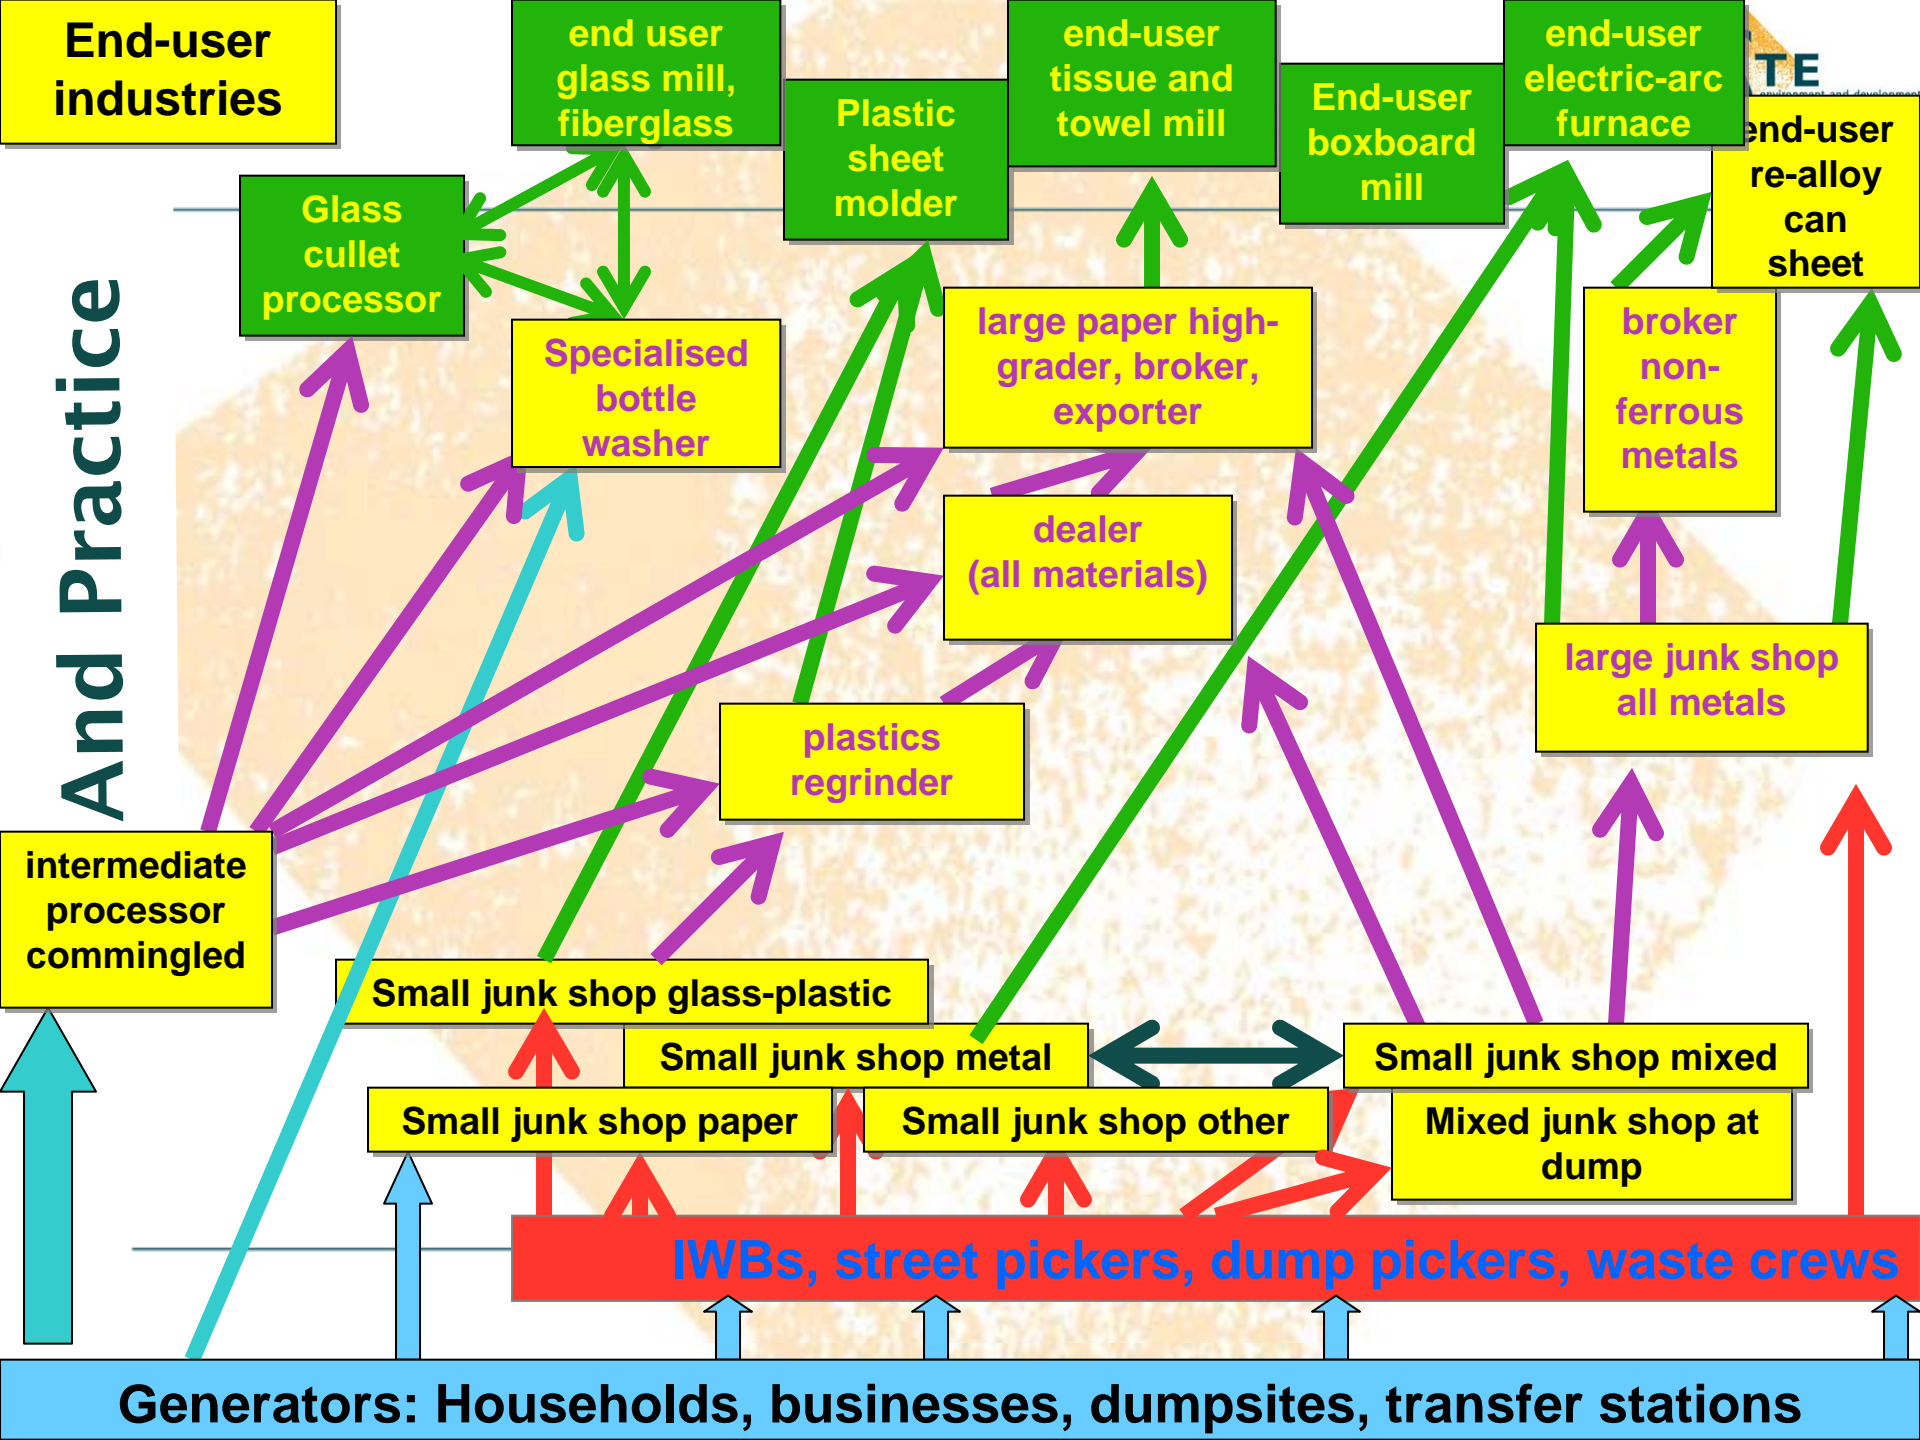 End-user
industries
end user
glass mill,
fiberglass
Plastic
sheet
molder
end-user
tissue and
towel mill
End-user
boxboard
mill
end-user
electric-arc
furnace
TE
environment and development
end-user
re-alloy
can
sheet
Glass
cullet
processor
Specialised
bottle
washer
large paper high-
grader, broker,
exporter
broker
non-
ferrous
metals
And Practice
dealer
(all materials)
large junk shop
all metals
plastics
regrinder
intermediate
processor
commingled
Small junk shop glass-plastic
Small junk shop metal
Small junk shop mixed
Small junk shop paper
Small junk shop other
Mixed junk shop at
dump
IWBs, street pickers, dump pickers, waste crews
Generators: Households, businesses, dumpsites, transfer stations